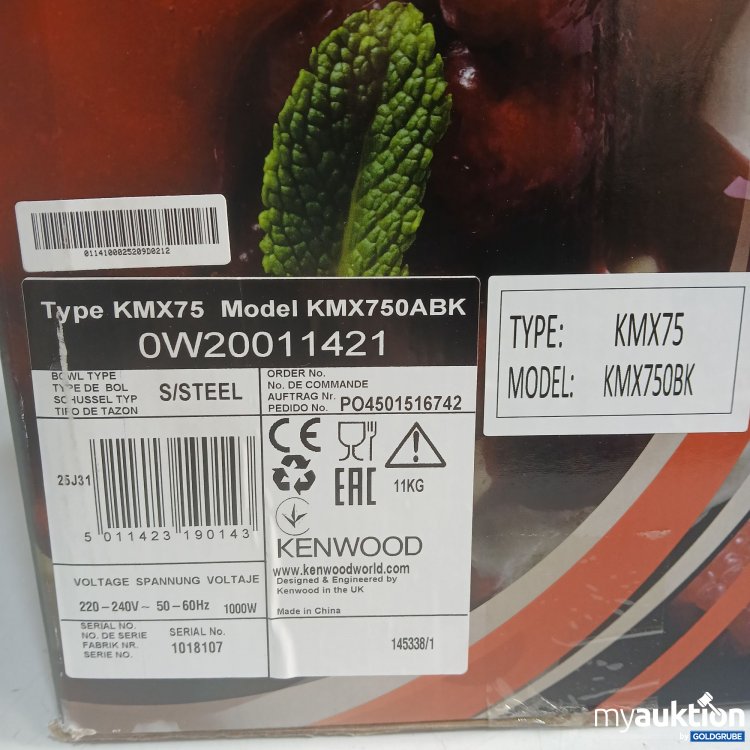 0114100825209D0212
Type KMX75 Model KMX750ABK
0W20011421
BOWL TYPE
TYPE DE BOL
SCHUSSEL TYP
TIPO DE TAZON
S/STEEL
ORDER No.
No. DE COMMANDE
AUFTRAG Nr.
PEDIDO No. PO4501516742
25J31
5 011423 190143
CE
EAC
11KG
KENWOOD
www.kenwoodworld.com
Designed & Engineered by
Kenwood in the UK
Made in China
145338/1
VOLTAGE SPANNUNG VOLTAJE
220-240V~ 50-60Hz 1000W
SERIAL NO.
NO. DE SERIE
FABRIK NR.
SERIE NO.
SERIAL No.
1018107
TYPE: KMX75
MODEL: KMX750BK
myauktion
by GOLDGRUBE